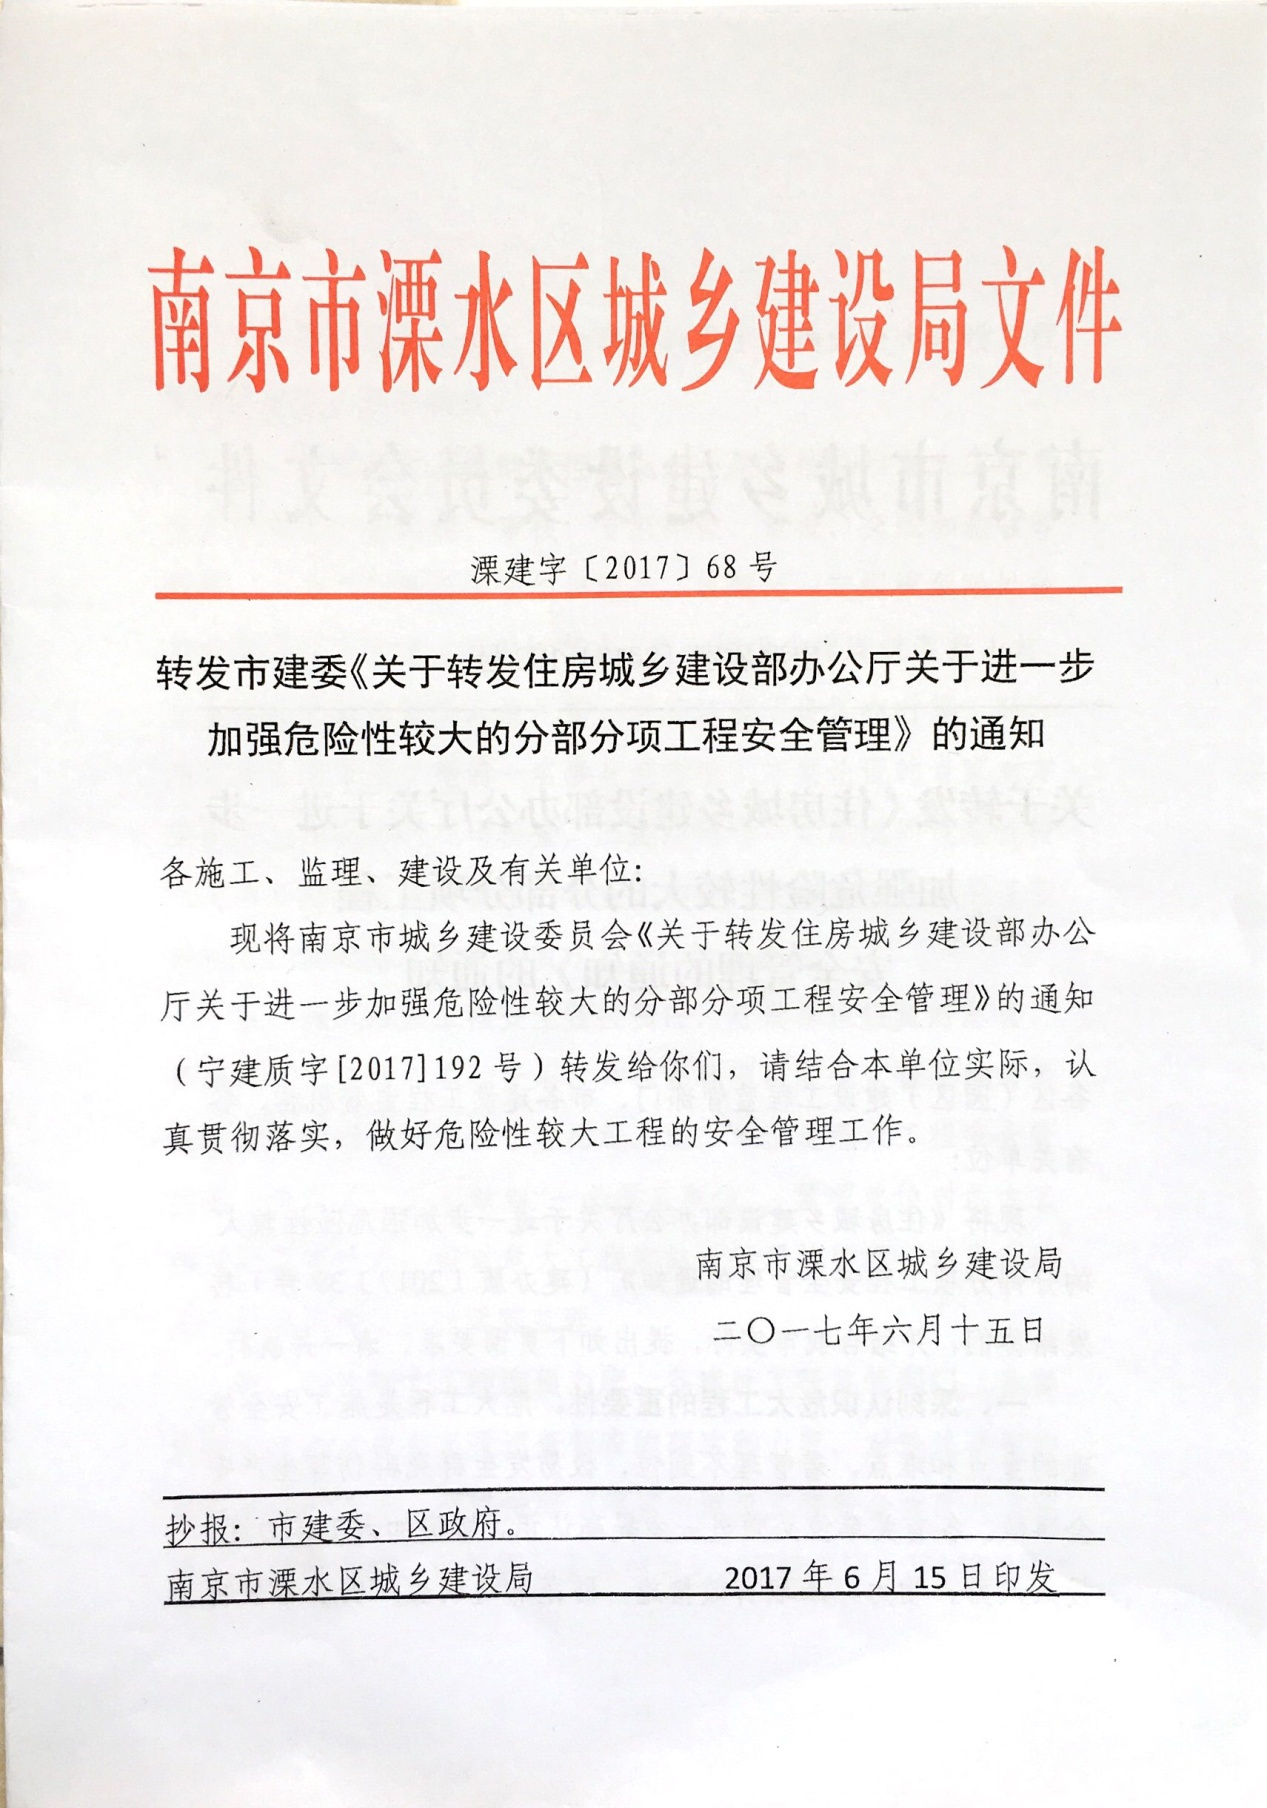 南京市溧水区城乡建设局文件
溧建字〔2017〕68号
转发市建委《关于转发住房城乡建设部办公厅关于进一步
加强危险性较大的分部分项工程安全管理》的通知
各施工、监理、建设及有关单位:
现将南京市城乡建设委员会《关于转发住房城乡建设部办公
厅关于进一步加强危险性较大的分部分项工程安全管理》的通知
（宁建质字[2017]192号）转发给你们，请结合本单位实际，认
真贯彻落实，做好危险性较大工程的安全管理工作。
南京市溧水区城乡建设局
二〇一七年六月十五日
抄报：市建委、区政府。
南京市溧水区城乡建设局 2017年6月15日印发